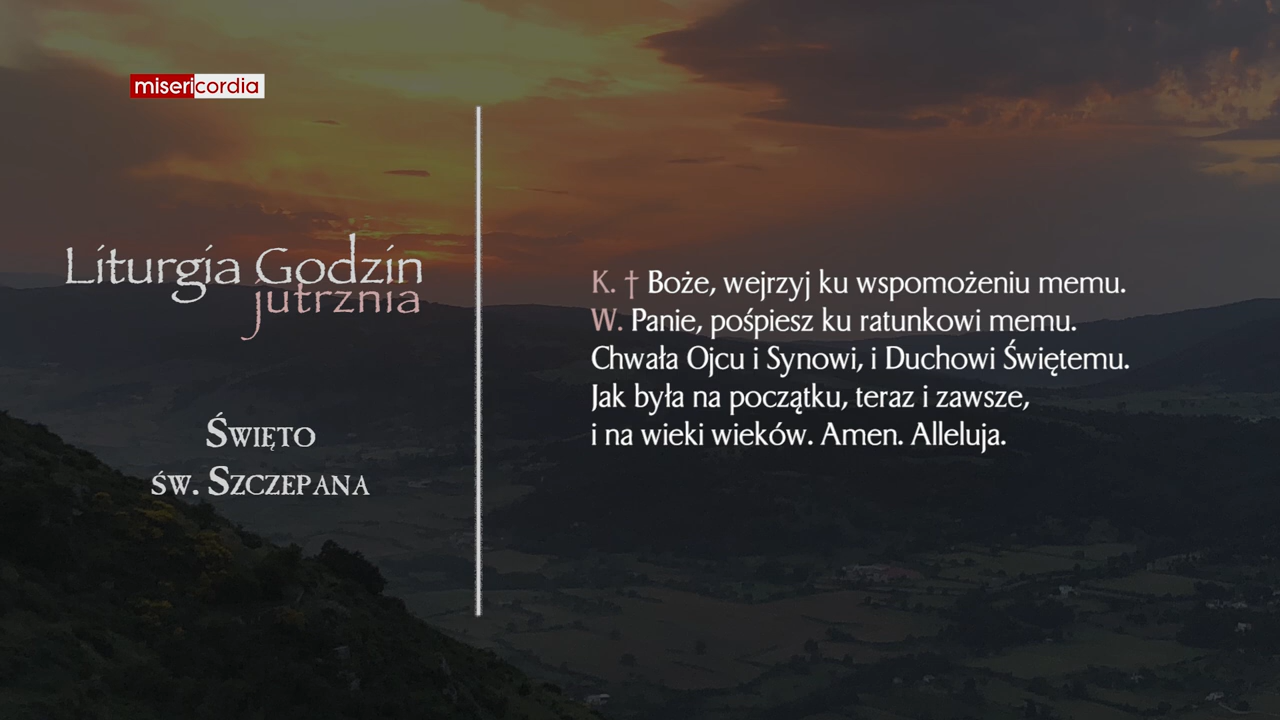 misericordia
Liturgia Godzin
jutrznia
Święto
św. Szczepana
K. † Boże, wejrzyj ku wspomożeniu memu.
W. Panie, pośpiesz ku ratunkowi memu.
Chwała Ojcu i Synowi, i Duchowi Świętemu.
Jak była na początku, teraz i zawsze,
i na wieki wieków. Amen. Alleluja.